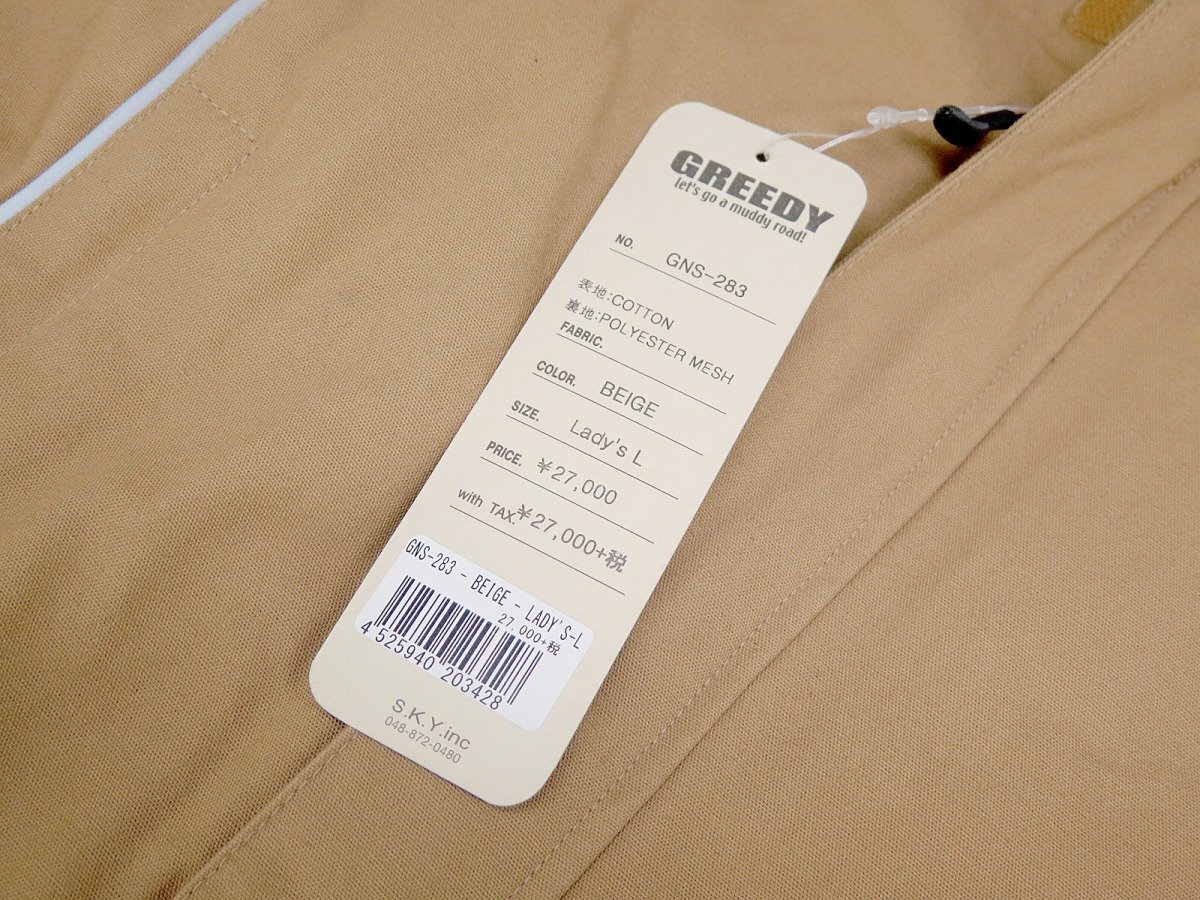 GREEDY
let's go a muddy road!
NO. GNS-283
表地:COTTON
裏地:POLYESTER MESH
FABRIC.
COLOR. BEIGE
SIZE. Lady's L
PRICE. ¥27,000
with TAX. ¥27,000+税
GNS-283 - BEIGE - LADY'S-L
27,000+税
4 525940 203428
S.K.Y.inc
048-872-0480